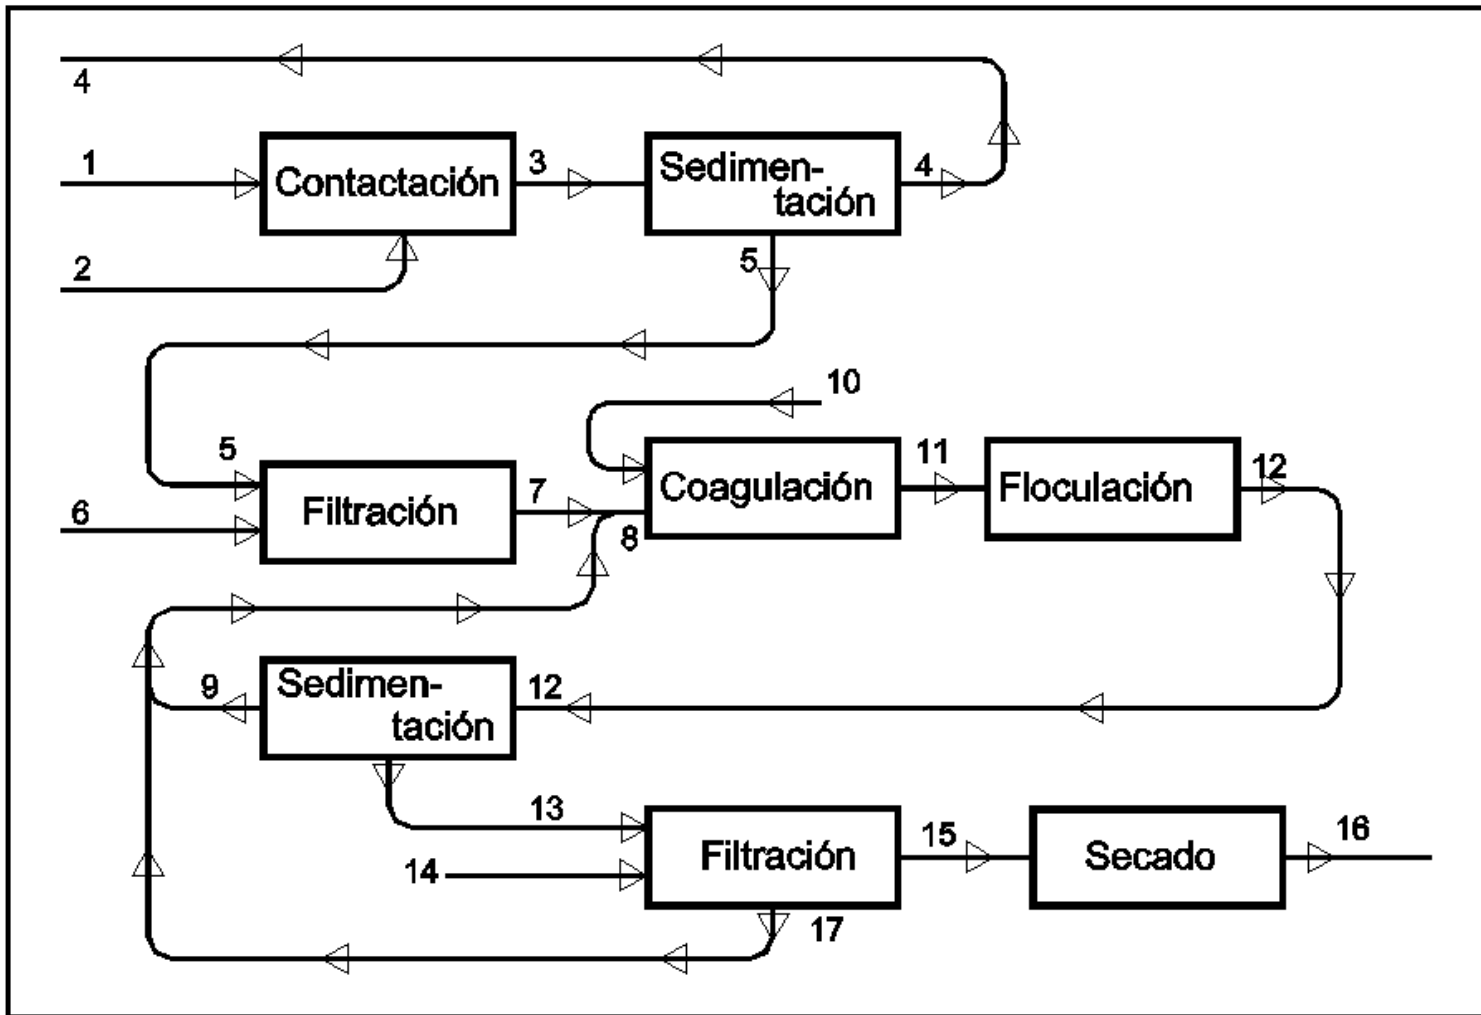 4
1
Contactación
3
Sedimen-
tación
4
2
5
10
5
Filtración
7
6
8
Coagulación
11
Floculación
12
9
Sedimen-
tación
12
13
14
Filtración
15
Secado
16
17